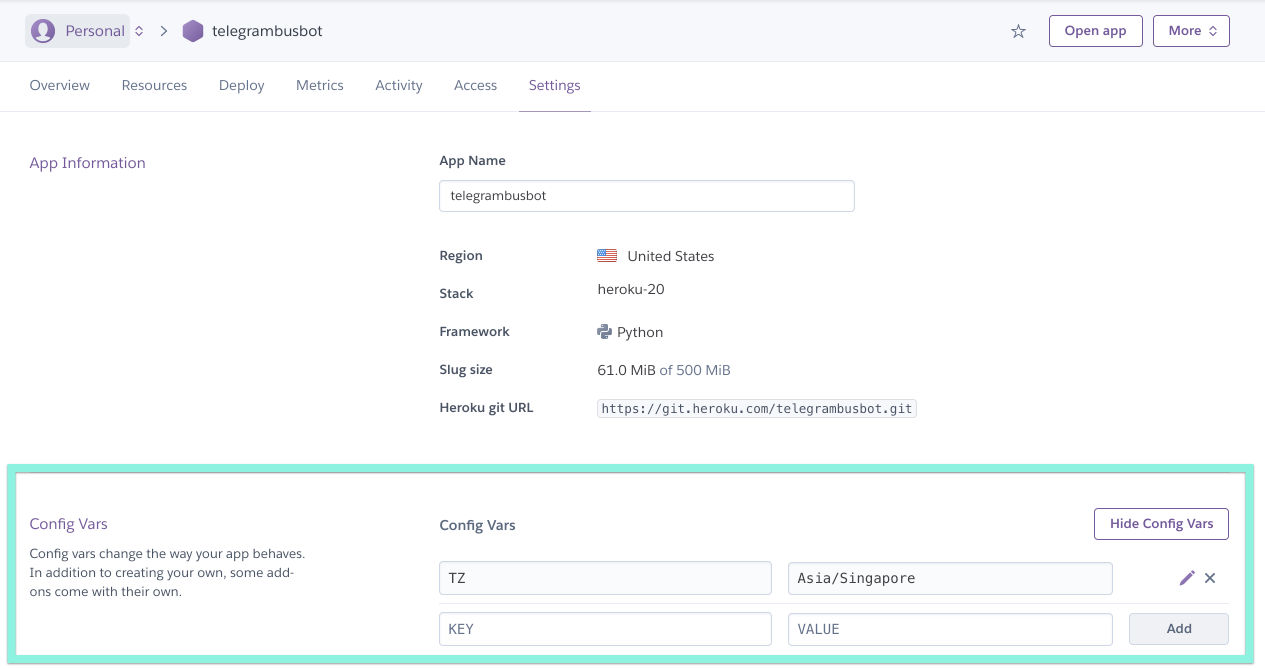 Personal telegrambusbot Open app More
Overview Resources Deploy Metrics Activity Access Settings
App Information
App Name
telegrambusbot
Region United States
Stack heroku-20
Framework Python
Slug size 61.0 MiB of 500 MiB
Heroku git URL https://git.heroku.com/telegrambusbot.git
Config Vars
Config vars change the way your app behaves.
In addition to creating your own, some add-
ons come with their own.
Config Vars Hide Config Vars
TZ Asia/Singapore
KEY VALUE Add